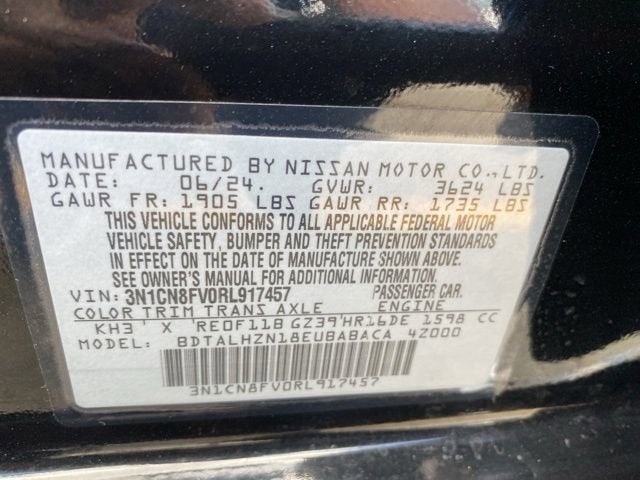 MANUFACTURED BY NISSAN MOTOR CO., LTD.
DATE: 06/24. GVWR: 3624 LBS
GAWR FR: 1905 LBS GAWR RR: 1735 LBS
THIS VEHICLE CONFORMS TO ALL APPLICABLE FEDERAL MOTOR
VEHICLE SAFETY, BUMPER AND THEFT PREVENTION STANDARDS
IN EFFECT ON THE DATE OF MANUFACTURE SHOWN ABOVE.
SEE OWNER'S MANUAL FOR ADDITIONAL INFORMATION.
VIN: 3N1CN8FV0RL917457 PASSENGER CAR.
COLOR TRIM TRANS AXLE ENGINE
KH3' X 'RE0F11B GZ39'HR16DE 1598 CC
MODEL: BDTALHZN18EUBABACA 4Z000
3N1CN8FV0RL917457